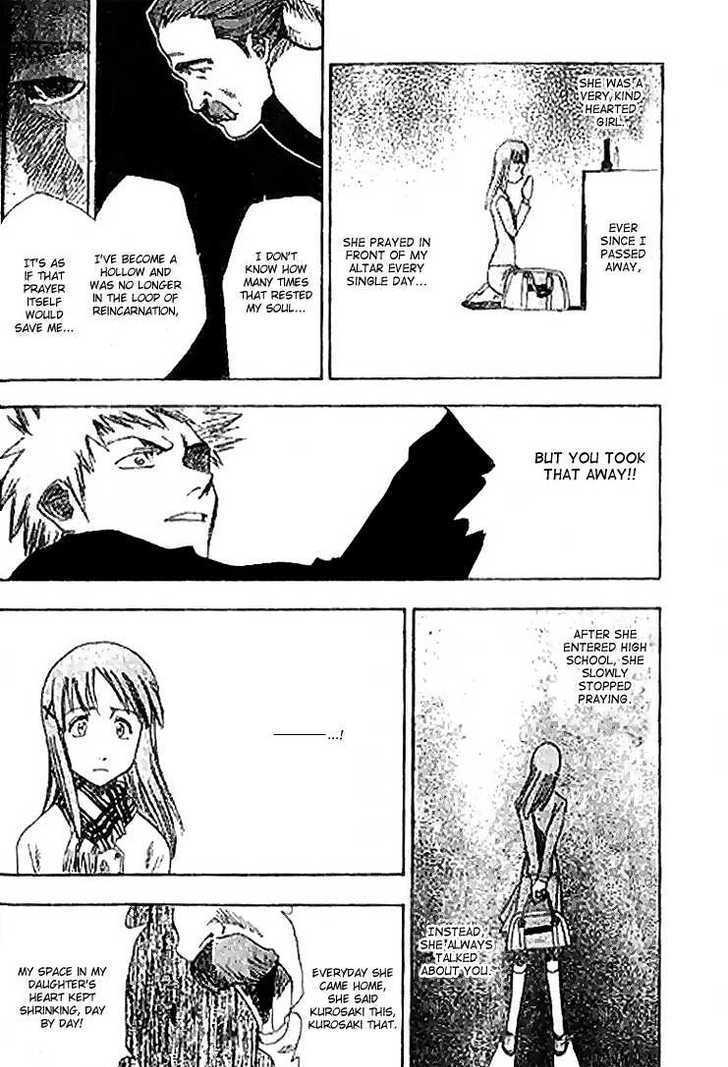 SHE WAS A
VERY, KIND
HEARTED
GIRL.
EVER
SINCE I
PASSED
AWAY,
SHE PRAYED IN
FRONT OF MY
ALTAR EVERY
SINGLE DAY...
I DON'T
KNOW HOW
MANY TIMES
THAT RESTED
MY SOUL...
I'VE BECOME A
HOLLOW AND
WAS NO LONGER
IN THE LOOP OF
REINCARNATION,
IT'S AS
IF THAT
PRAYER
ITSELF
WOULD
SAVE ME...
BUT YOU TOOK
THAT AWAY!!
AFTER SHE
ENTERED HIGH
SCHOOL, SHE
SLOWLY
STOPPED
PRAYING.
INSTEAD,
SHE ALWAYS
TALKED
ABOUT YOU.
———...!
EVERYDAY SHE
CAME HOME,
SHE SAID
KUROSAKI THIS,
KUROSAKI THAT.
MY SPACE IN MY
DAUGHTER'S
HEART KEPT
SHRINKING, DAY
BY DAY!